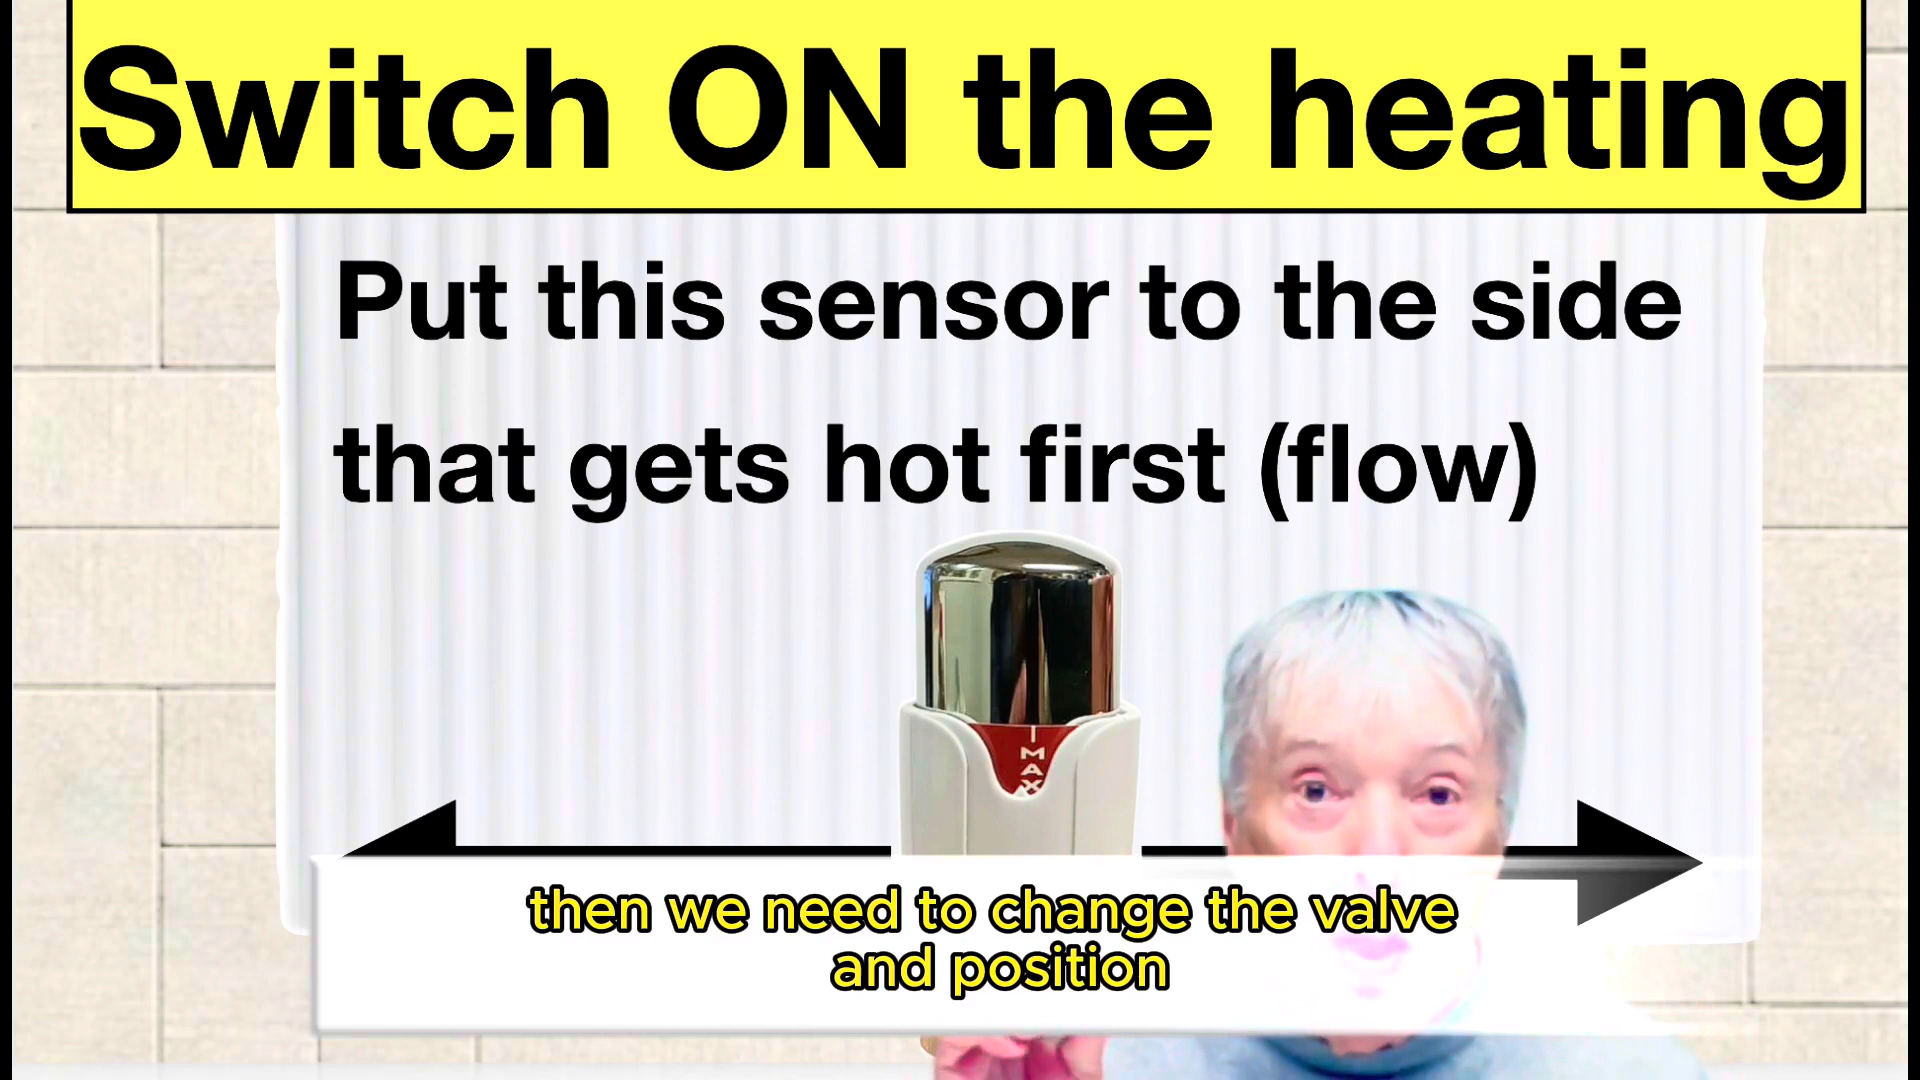 Switch ON the heating
Put this sensor to the side
that gets hot first (flow)
MAX
then we need to change the valve
and position